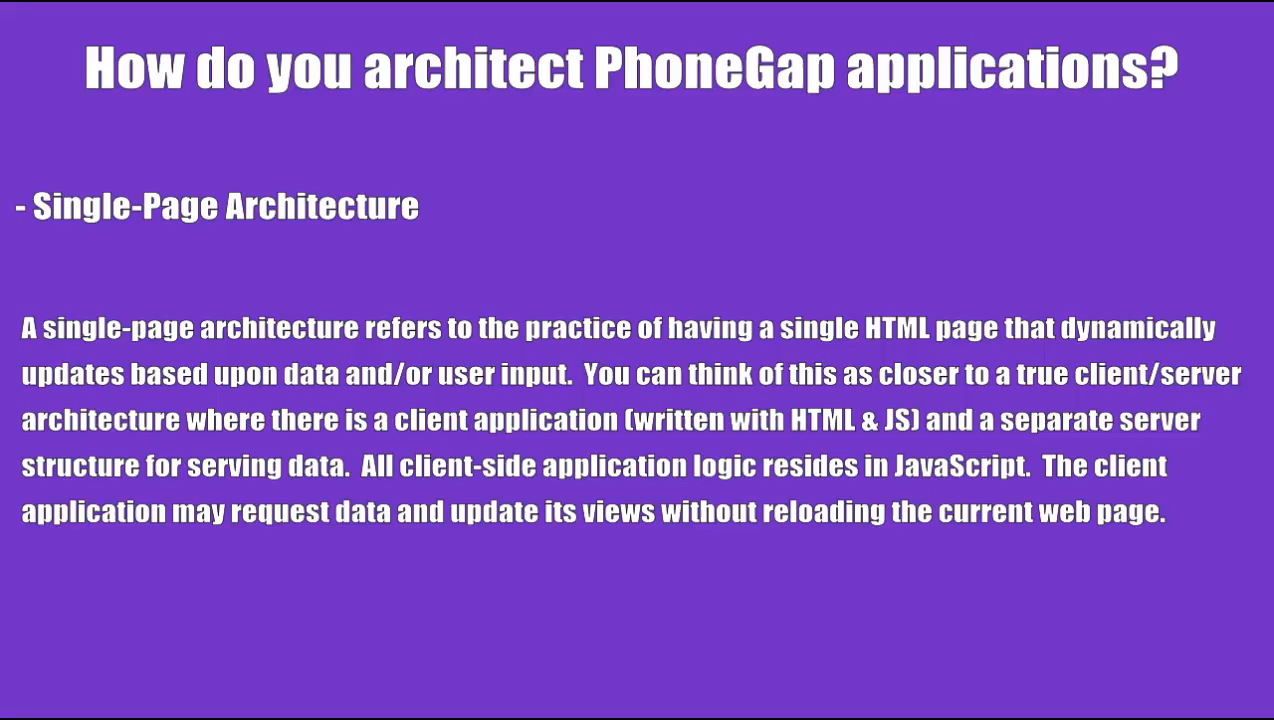 How do you architect PhoneGap applications?
- Single-Page Architecture
A single-page architecture refers to the practice of having a single HTML page that dynamically
updates based upon data and/or user input.  You can think of this as closer to a true client/server
architecture where there is a client application (written with HTML & JS) and a separate server
structure for serving data.  All client-side application logic resides in JavaScript.  The client
application may request data and update its views without reloading the current web page.